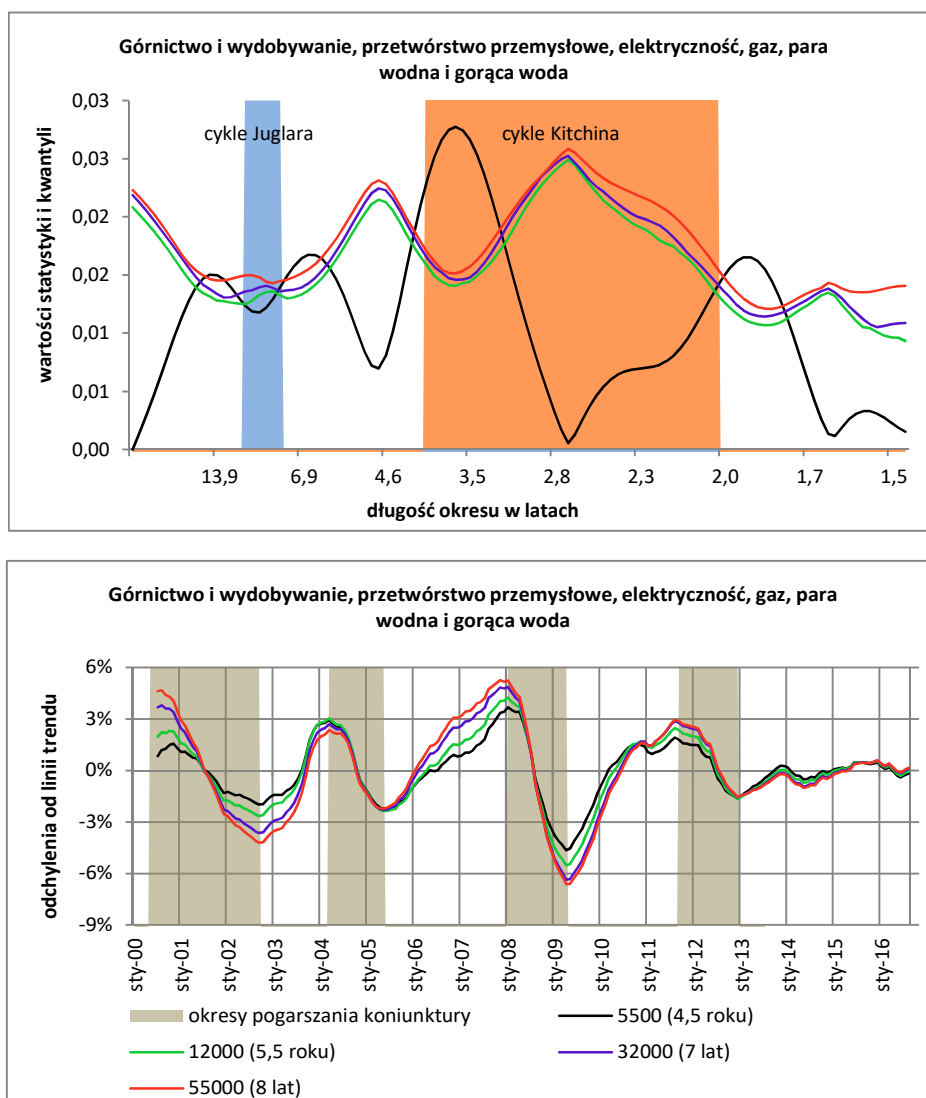 Górnictwo i wydobywanie, przetwórstwo przemysłowe, elektryczność, gaz, para
wodna i gorąca woda
wartości statystyki i kwantyli
0,03
0,03
0,02
0,02
0,01
0,01
0,00
cykle Juglara
cykle Kitchina
13,9
6,9
4,6
3,5
2,8
2,3
2,0
1,7
1,5
długość okresu w latach
Górnictwo i wydobywanie, przetwórstwo przemysłowe, elektryczność, gaz, para
wodna i gorąca woda
odchylenia od linii trendu
6%
3%
0%
-3%
-6%
-9%
sty-00
sty-01
sty-02
sty-03
sty-04
sty-05
sty-06
sty-07
sty-08
sty-09
sty-10
sty-11
sty-12
sty-13
sty-14
sty-15
sty-16
okresy pogarszania koniunktury
5500 (4,5 roku)
12000 (5,5 roku)
32000 (7 lat)
55000 (8 lat)